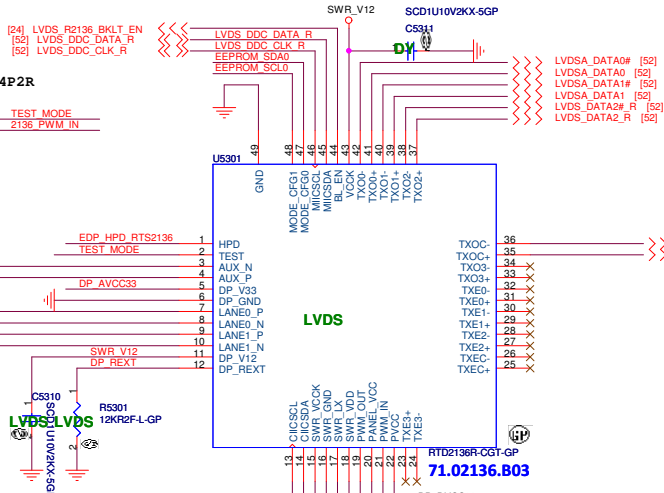 SWR_V12
SCD1U10V2KX-5GP
C5311
DY
[24] LVDS_R2136_BKLT_EN
[52] LVDS_DDC_DATA_R
[52] LVDS_DDC_CLK_R
LVDS_DDC_DATA_R
LVDS_DDC_CLK_R
EEPROM_SDA0
EEPROM_SCL0
[52]
LVDSA_DATA0# [52]
LVDSA_DATA0 [52]
LVDSA_DATA1# [52]
LVDSA_DATA1 [52]
LVDS_DATA2#_R [52]
LVDS_DATA2_R [52]
4P2R
TEST_MODE
2136_PWM_IN
49 48 47 46 45 44 43 42 41 40 39 38 37
U5301
GND MODE_CFG1 MODE_CFG0 MIICSCL MIICSDA BL_EN VCCK TXO0- TXO0+ TXO1- TXO1+ TXO2- TXO2+
EDP_HPD_RTS2136 1 HPD
TEST_MODE 2 TEST
3 AUX_N
4 AUX_P
DP_AVCC33 5 DP_V33
6 DP_GND
7 LANE0_P
8 LANE0_N
9 LANE1_P
10 LANE1_N
SWR_V12 11 DP_V12
DP_REXT 12 DP_REXT
LVDS
TXOC- 36
TXOC+ 35
TXO3- 34
TXO3+ 33
TXE0- 32
TXE0+ 31
TXE1- 30
TXE1+ 29
TXE2- 28
TXE2+ 27
TXEC- 26
TXEC+ 25
CIICSCL CIICSDA SWR_VCCK SWR_GND SWR_LX SWR_VDD PWM_OUT PANEL_VCC PWM_IN PVCC TXE3+ TXE3-
13 14 15 16 17 18 19 20 21 22 23 24
C5310
SCD1U10V2KX-5G
LVDS
LVDS
1
2
R5301
12KR2F-L-GP
GP
RTD2136R-CGT-GP
71.02136.B03